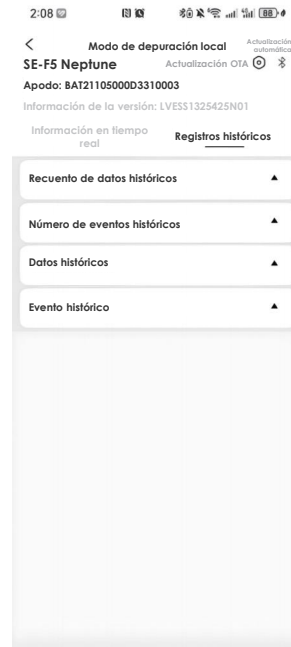 2:08
88
Modo de depuración local
Actualización
automática
SE-F5 Neptune
Actualización OTA
Apodo: BAT21105000D3310003
Información de la versión: LVESS1325425N01
Información en tiempo
real
Registros históricos
Recuento de datos históricos
Número de eventos históricos
Datos históricos
Evento histórico